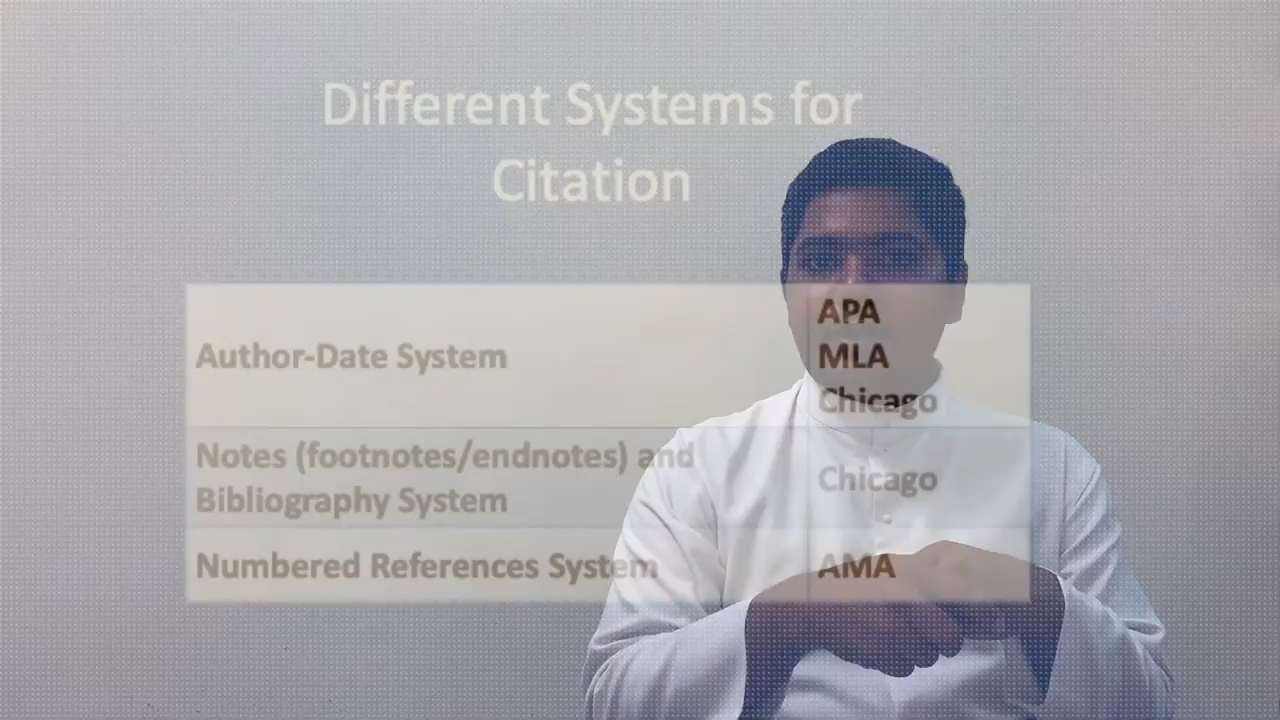 Different Systems for
Citation
Author-Date System
APA
MLA
Chicago
Notes (footnotes/endnotes) and
Bibliography System
Chicago
Numbered References System
AMA